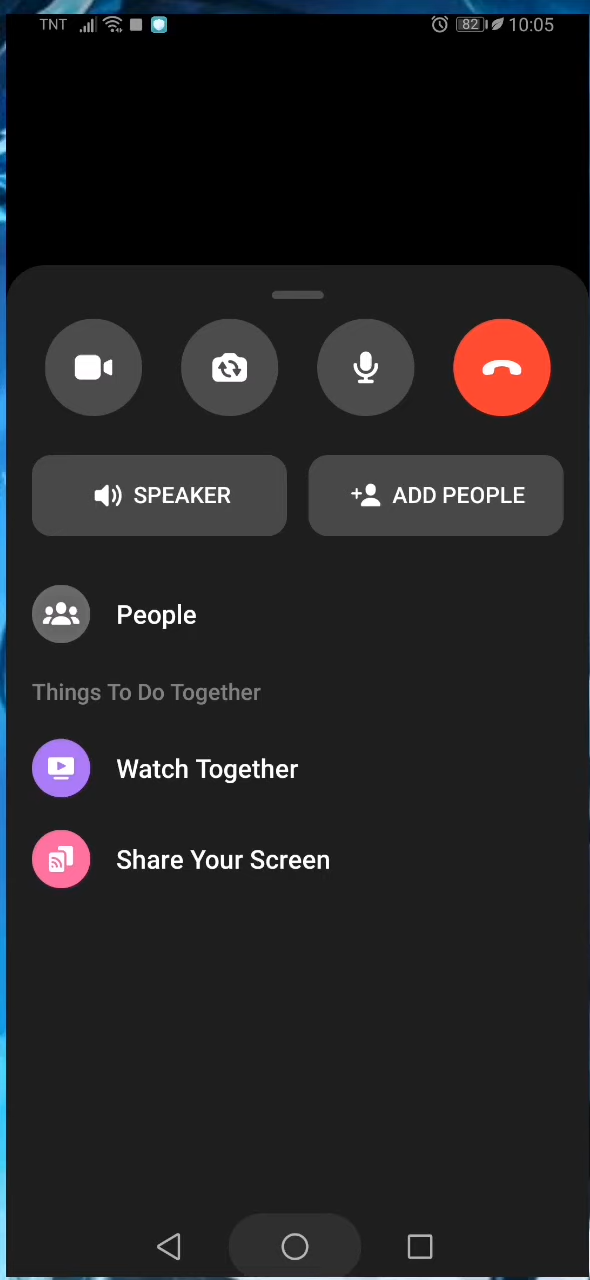 TNT 82 10:05
SPEAKER ADD PEOPLE
People
Things To Do Together
Watch Together
Share Your Screen